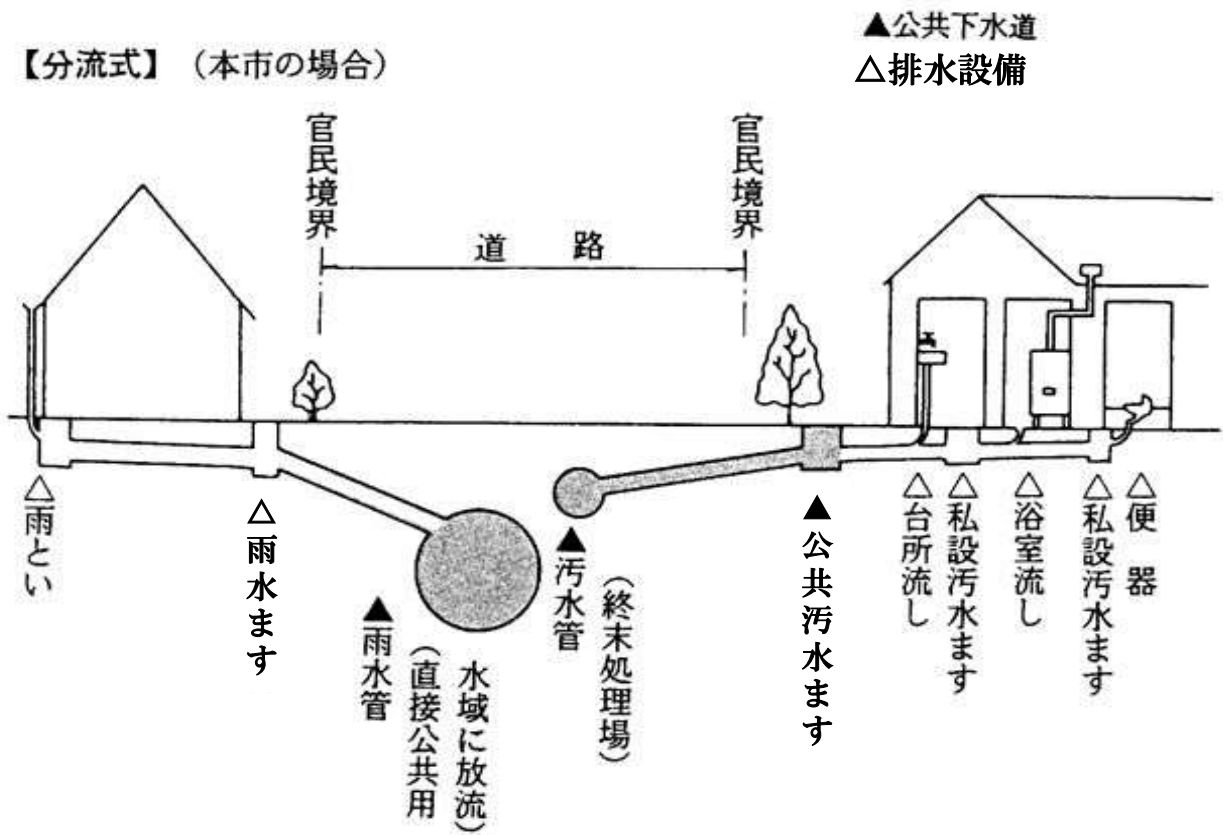 【分流式】（本市の場合）
▲公共下水道
△排水設備
官民境界
道路
官民境界
△雨とい
△雨水ます
▲雨水管
（直接公共用
水域に放流）
▲汚水管
（終末処理場）
▲公共汚水ます
△台所流し
△私設汚水ます
△浴室流し
△私設汚水ます
△便器